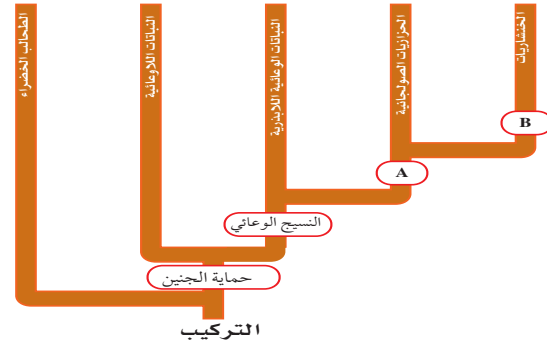 الطحالب الخضراء
النباتات اللاوعائية
النباتات الوعائية اللابذرية
الحزازيات الصولجانية
الخنشاريات
B
A
النسيج الوعائي
حماية الجنين
التركيب